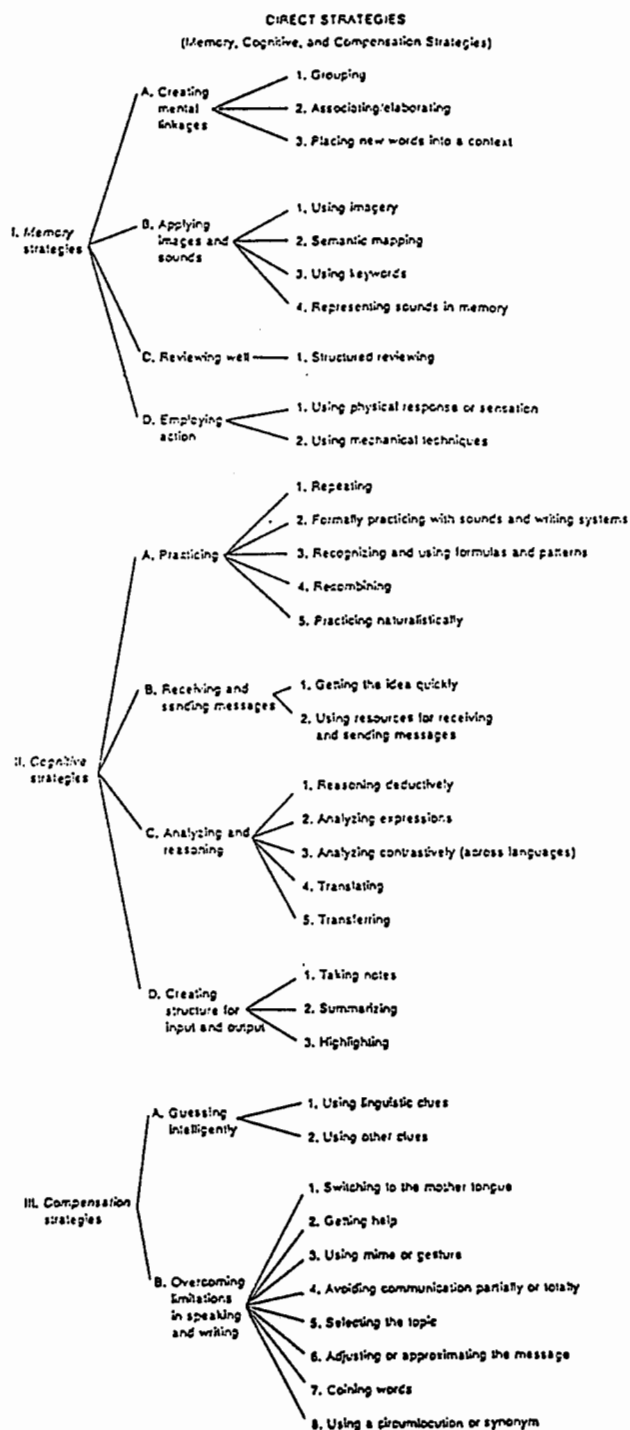 DIRECT STRATEGIES
(Memory, Cognitive, and Compensation Strategies)
I. Memory
strategies
A. Creating
mental
linkages
1. Grouping
2. Associating/elaborating
3. Placing new words into a context
B. Applying
images and
sounds
1. Using imagery
2. Semantic mapping
3. Using keywords
4. Representing sounds in memory
C. Reviewing well
1. Structured reviewing
D. Employing
action
1. Using physical response or sensation
2. Using mechanical techniques
II. Cognitive
strategies
A. Practicing
1. Repeating
2. Formally practicing with sounds and writing systems
3. Recognizing and using formulas and patterns
4. Recombining
5. Practicing naturalistically
B. Receiving and
sending messages
1. Getting the idea quickly
2. Using resources for receiving
and sending messages
C. Analyzing and
reasoning
1. Reasoning deductively
2. Analyzing expressions
3. Analyzing contrastively (across languages)
4. Translating
5. Transferring
D. Creating
structure for
input and output
1. Taking notes
2. Summarizing
3. Highlighting
III. Compensation
strategies
A. Guessing
intelligently
1. Using linguistic clues
2. Using other clues
B. Overcoming
limitations
in speaking
and writing
1. Switching to the mother tongue
2. Getting help
3. Using mime or gesture
4. Avoiding communication partially or totally
5. Selecting the topic
6. Adjusting or approximating the message
7. Coining words
8. Using a circumlocution or synonym